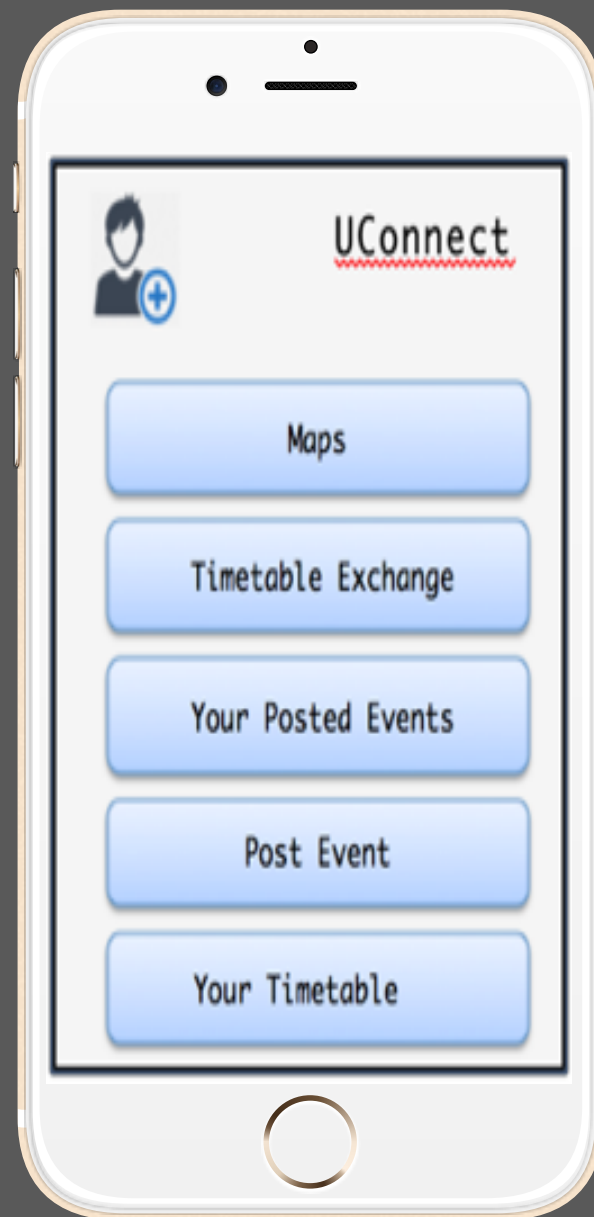 UConnect
Maps
Timetable Exchange
Your Posted Events
Post Event
Your Timetable